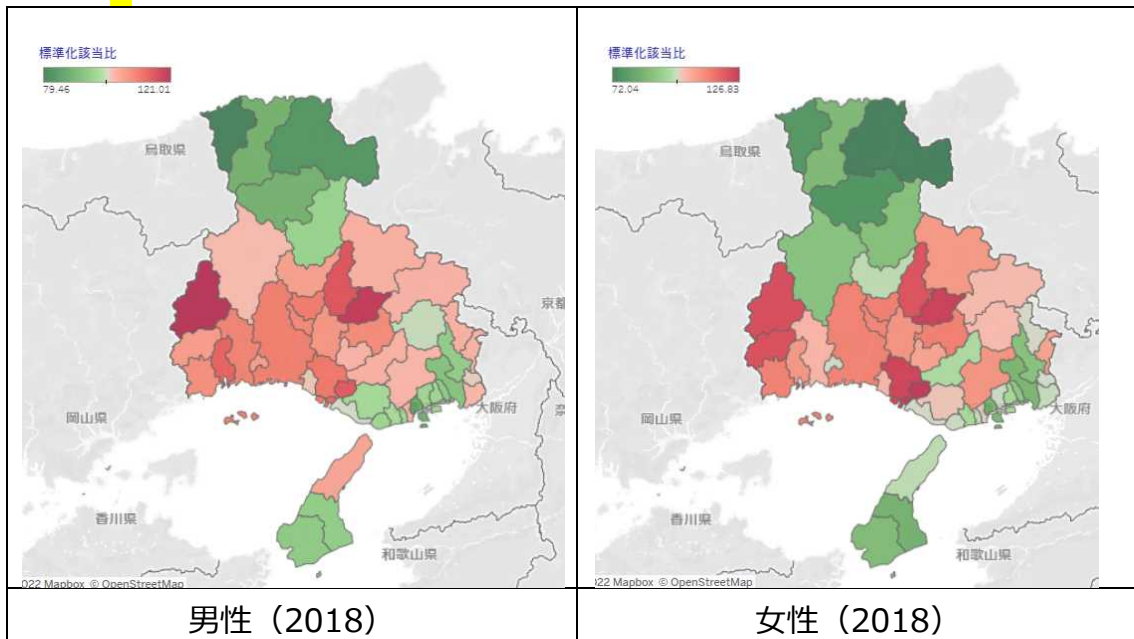 標準化該当比
79.46 121.01
鳥取県
京都
大阪府
岡山県
香川県
和歌山県
022 Mapbox © OpenStreetMap
男性（2018）
標準化該当比
72.04 126.83
鳥取県
大阪府
岡山県
香川県
和歌山県
022 Mapbox © OpenStreetMap
女性（2018）